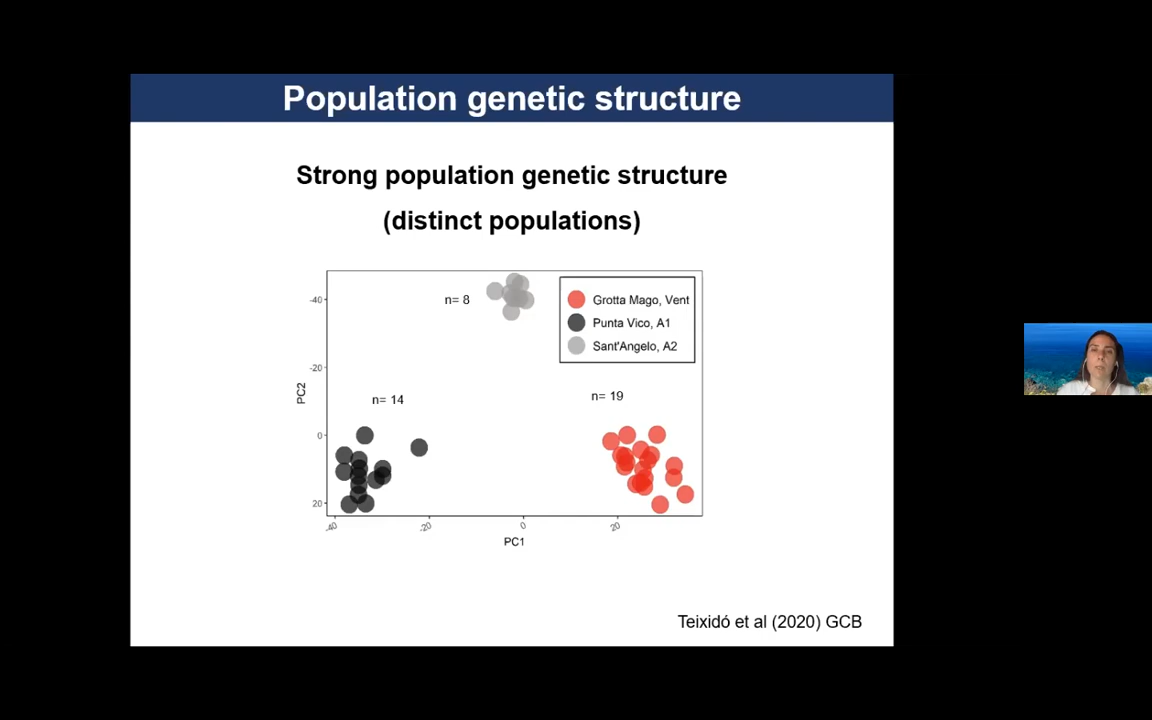 Population genetic structure
Strong population genetic structure
(distinct populations)
n= 8
Grotta Mago, Vent
Punta Vico, A1
Sant'Angelo, A2
n= 14
n= 19
PC2
-40
-20
0
20
-40
-20
0
20
PC1
Teixidó et al (2020) GCB